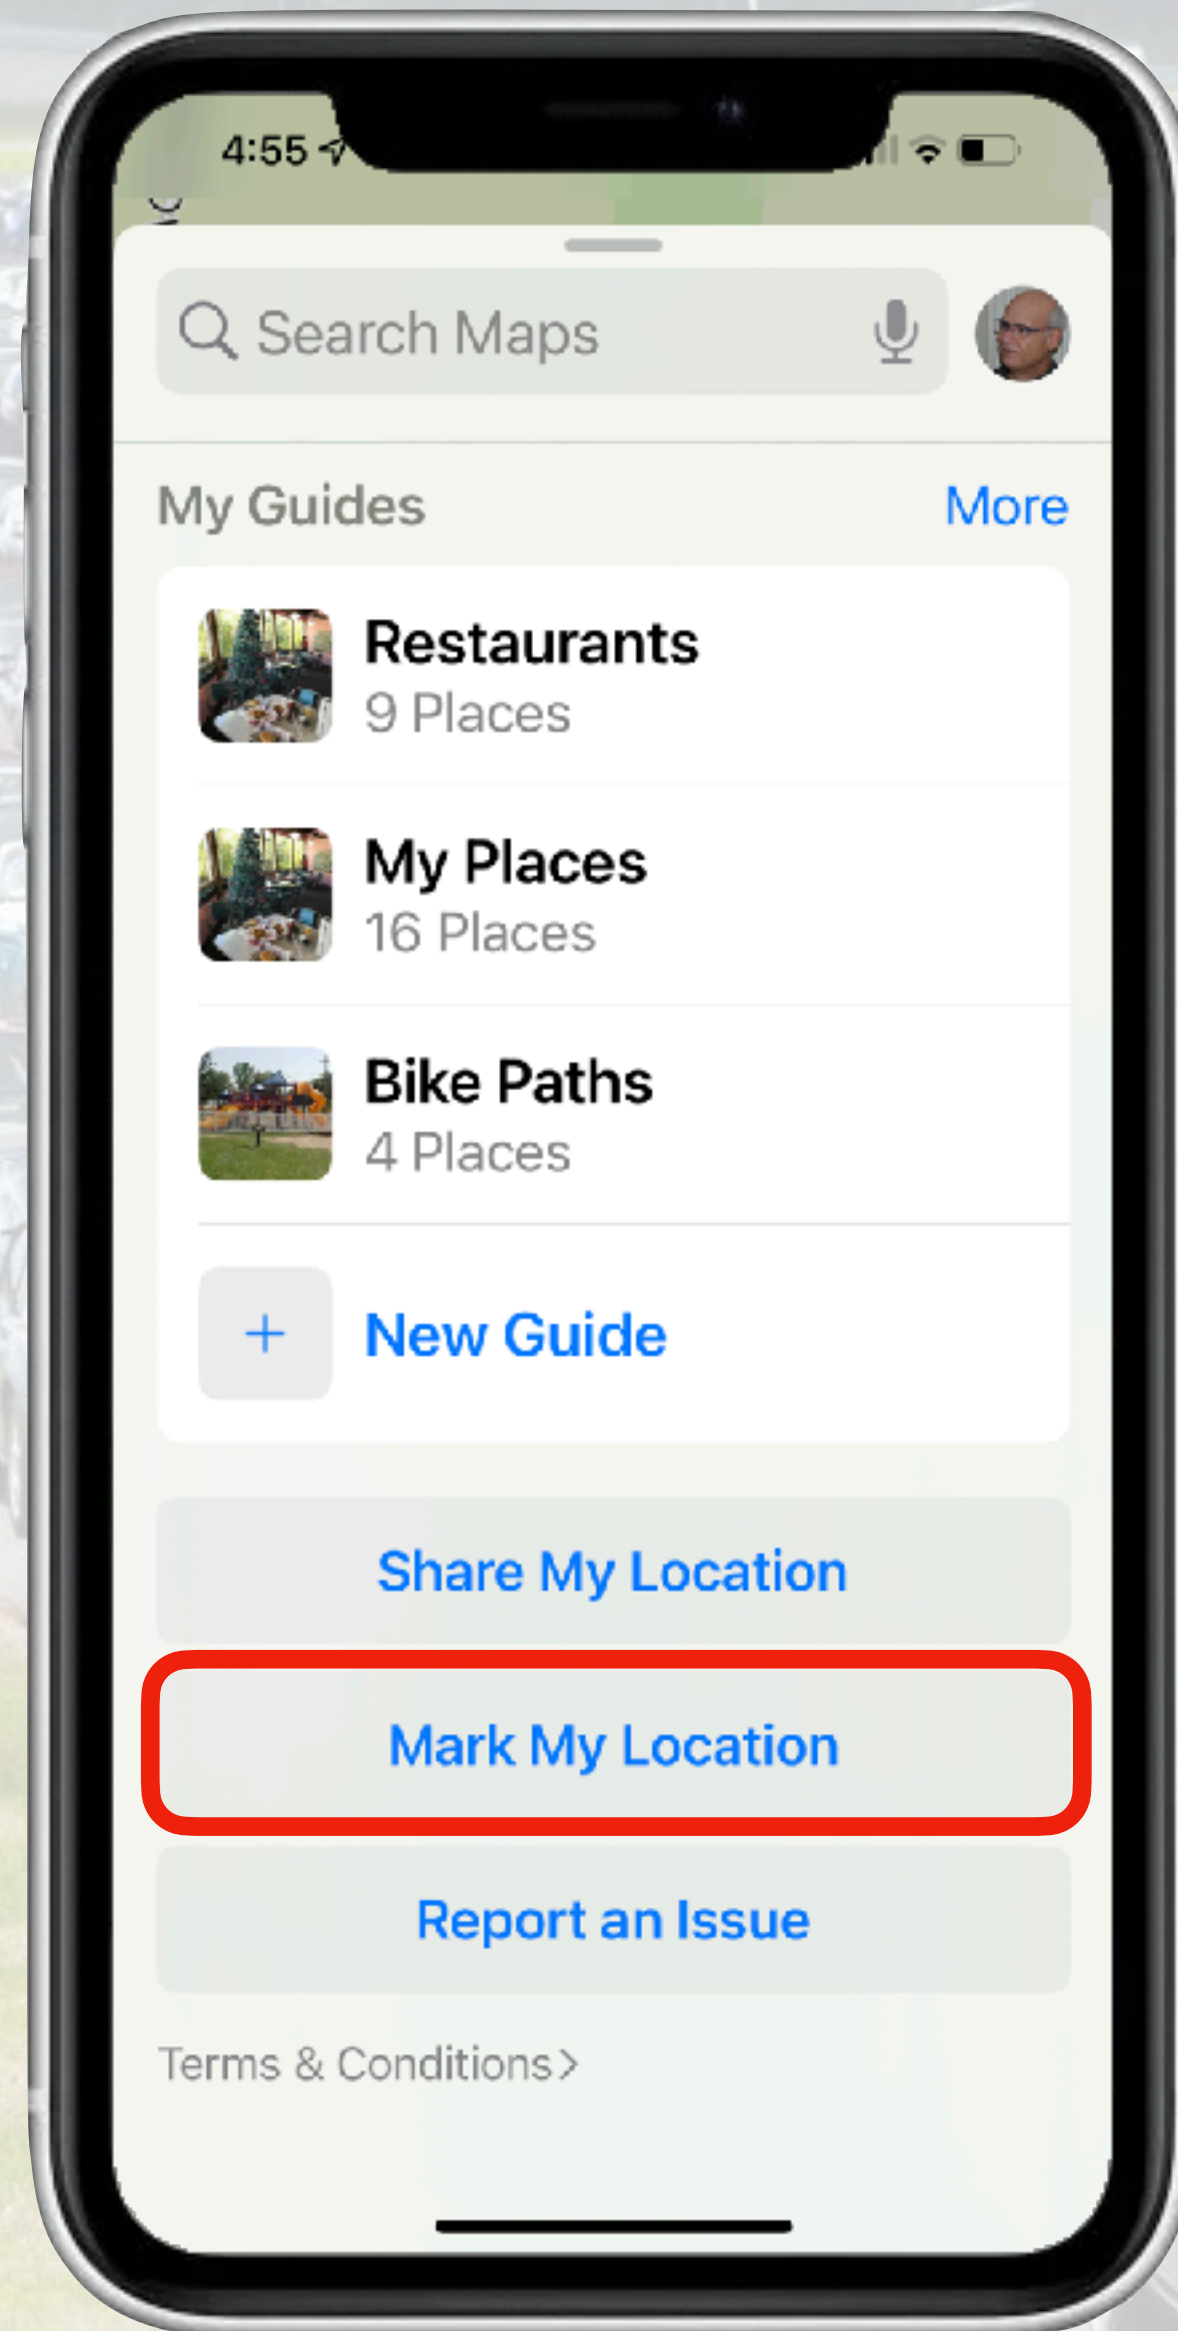 4:55
Search Maps
My Guides More
Restaurants
9 Places
My Places
16 Places
Bike Paths
4 Places
+ New Guide
Share My Location
Mark My Location
Report an Issue
Terms & Conditions>